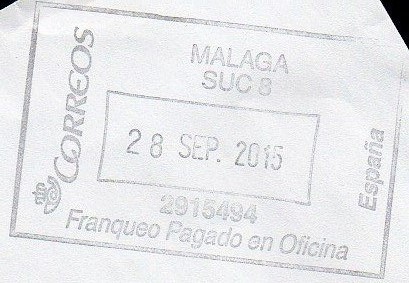 CORREOS
MALAGA
SUC 8
28 SEP. 2015
2915494
Franqueo Pagado en Oficina
España